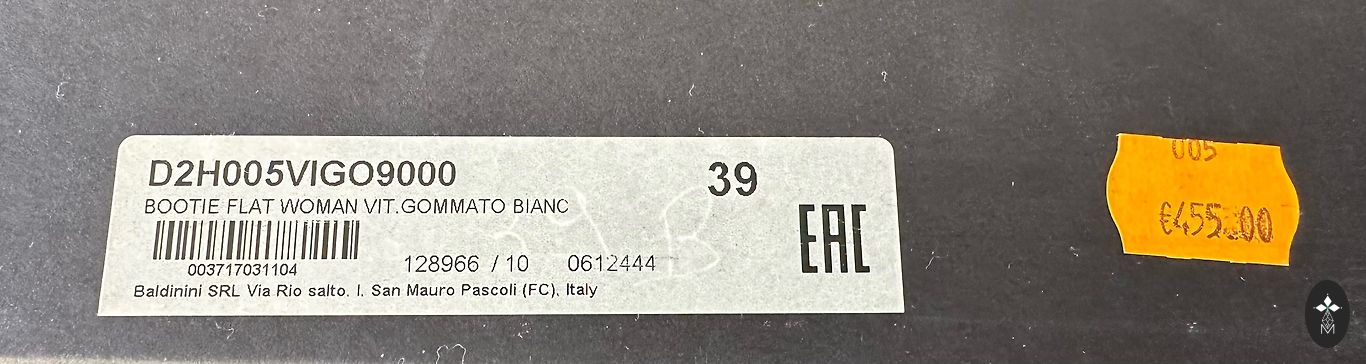 D2H005VIGO9000
39
BOOTIE FLAT WOMAN VIT.GOMMATO BIANC
003717031104
128966 / 10 0612444
EAC
Baldinini SRL Via Rio salto, I, San Mauro Pascoli (FC), Italy
005
€455.00
M